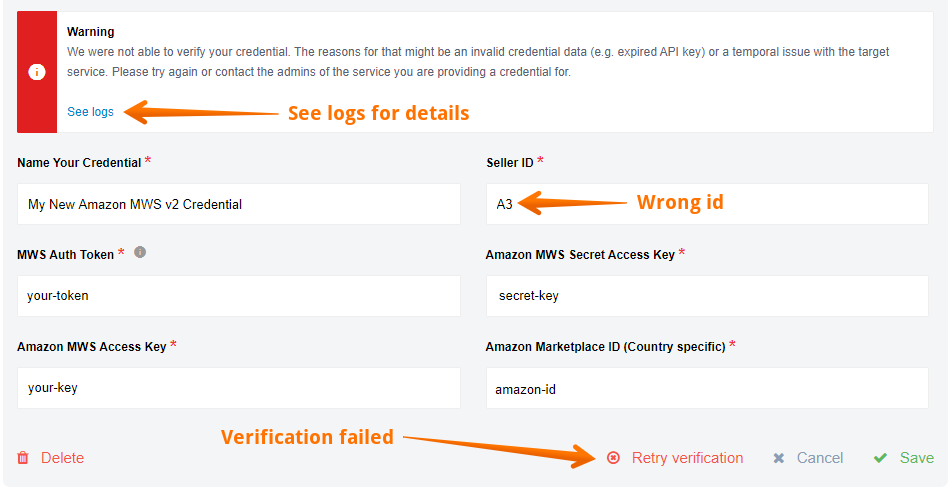 Warning
We were not able to verify your credential. The reasons for that might be an invalid credential data (e.g. expired API key) or a temporal issue with the target
service. Please try again or contact the admins of the service you are providing a credential for.
See logs
See logs for details
Name Your Credential *
Seller ID *
My New Amazon MWS v2 Credential
A3
Wrong id
MWS Auth Token *
Amazon MWS Secret Access Key *
your-token
secret-key
Amazon MWS Access Key *
Amazon Marketplace ID (Country specific) *
your-key
amazon-id
Verification failed
Delete
Retry verification
Cancel
Save